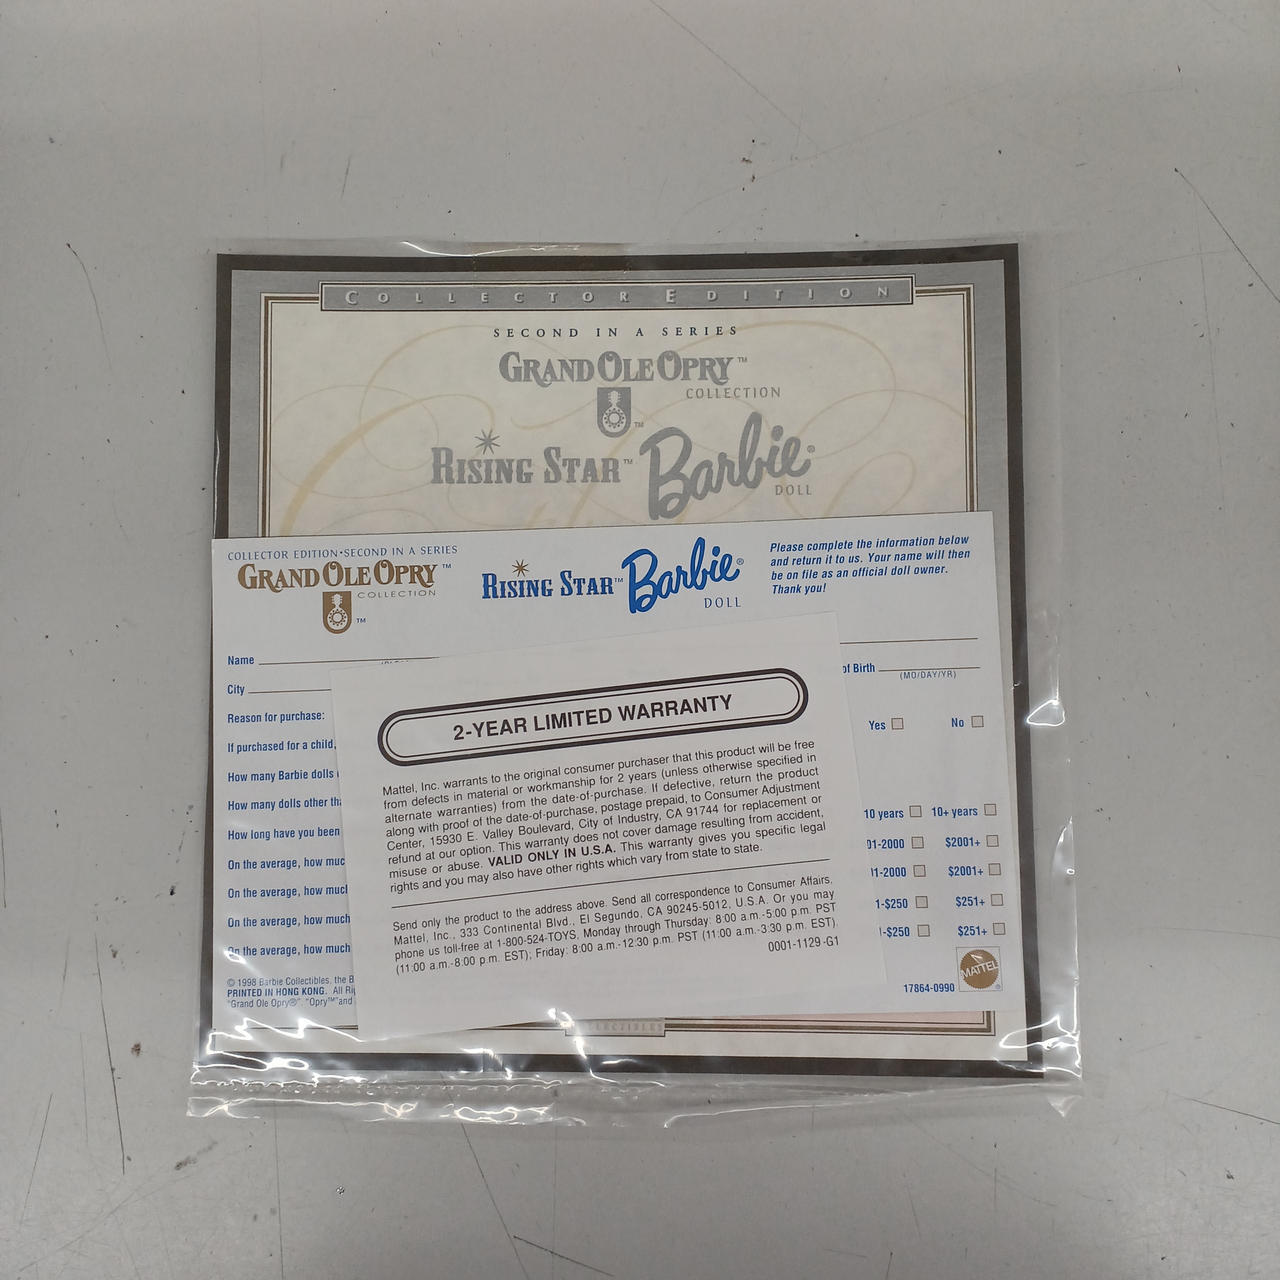 COLLECTOR EDITION
SECOND IN A SERIES
GRAND OLE OPRY™
COLLECTION
™
RISING STAR™ Barbie®
DOLL
COLLECTOR EDITION•SECOND IN A SERIES
GRAND OLE OPRY™
COLLECTION
™
RISING STAR™ Barbie®
DOLL
Please complete the information below
and return it to us. Your name will then
be on file as an official doll owner.
Thank you!
Name
City
of Birth
(MO/DAY/YR)
Reason for purchase:
Yes No
If purchased for a child,
How many Barbie dolls
How many dolls other
How long have you been
10 years 10+ years
On the average, how
01-2000 $2001+
On the average, how
01-2000 $2001+
On the average, how much
1-$250 $251+
On the average, how much
1-$250 $251+
© 1998 Barbie Collectibles, the
PRINTED IN HONG KONG. All
"Grand Ole Opry®". "Opry™" and
17864-0990
MATTEL®
2-YEAR LIMITED WARRANTY
Mattel, Inc. warrants to the original consumer purchaser that this product will be free
from defects in material or workmanship for 2 years (unless otherwise specified in
alternate warranties) from the date-of-purchase. If defective, return the product
along with proof of the date-of-purchase, postage prepaid, to Consumer Adjustment
Center, 15930 E. Valley Boulevard, City of Industry, CA 91744 for replacement or
refund at our option. This warranty does not cover damage resulting from accident,
misuse or abuse. VALID ONLY IN U.S.A. This warranty gives you specific legal
rights and you may also have other rights which vary from state to state.
Send only the product to the address above. Send all correspondence to Consumer Affairs,
Mattel, Inc., 333 Continental Blvd., El Segundo, CA 90245-5012, U.S.A. Or you may
phone us toll-free at 1-800-524-TOYS, Monday through Thursday: 8:00 a.m.-5:00 p.m. PST
(11:00 a.m.-8:00 p.m. EST); Friday: 8:00 a.m.-12:30 p.m. PST (11:00 a.m.-3:30 p.m. EST).
0001-1129-G1